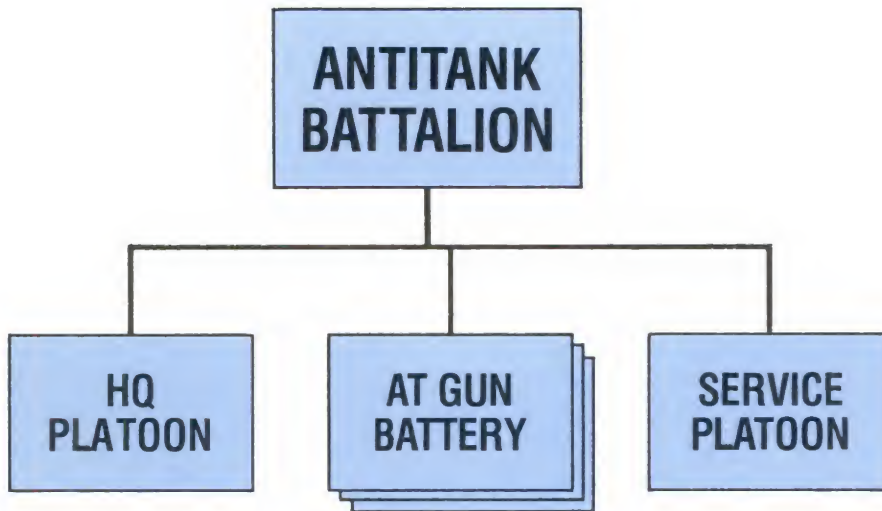 ANTITANK
BATTALION
HQ
PLATOON
AT GUN
BATTERY
SERVICE
PLATOON